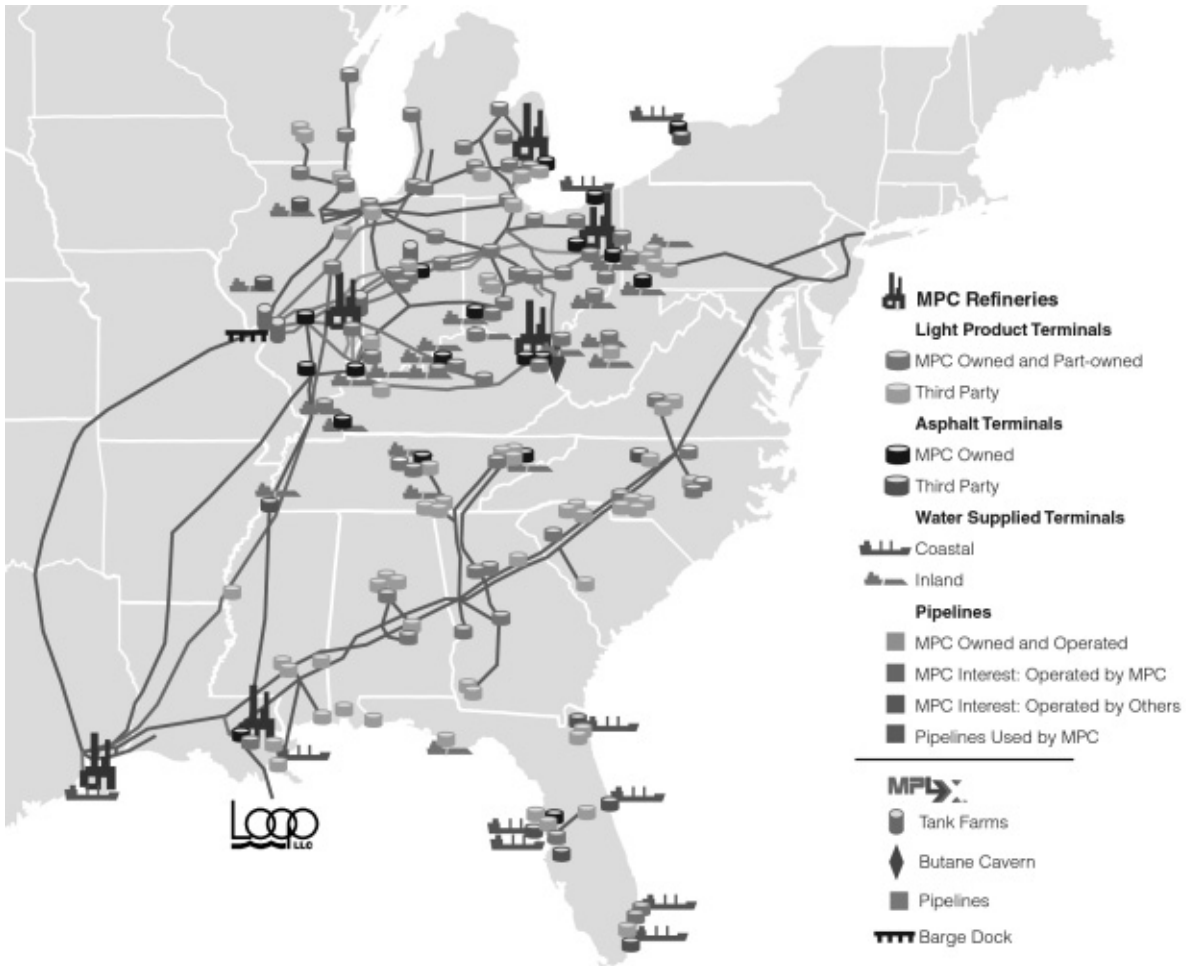 MPC Refineries
Light Product Terminals
MPC Owned and Part-owned
Third Party
Asphalt Terminals
MPC Owned
Third Party
Water Supplied Terminals
Coastal
Inland
Pipelines
MPC Owned and Operated
MPC Interest: Operated by MPC
MPC Interest: Operated by Others
Pipelines Used by MPC
MPLX
Tank Farms
Butane Cavern
Pipelines
Barge Dock
LOOP
LLC